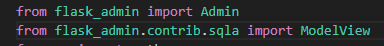 from flask_admin import Admin
from flask_admin.contrib.sqla import ModelView